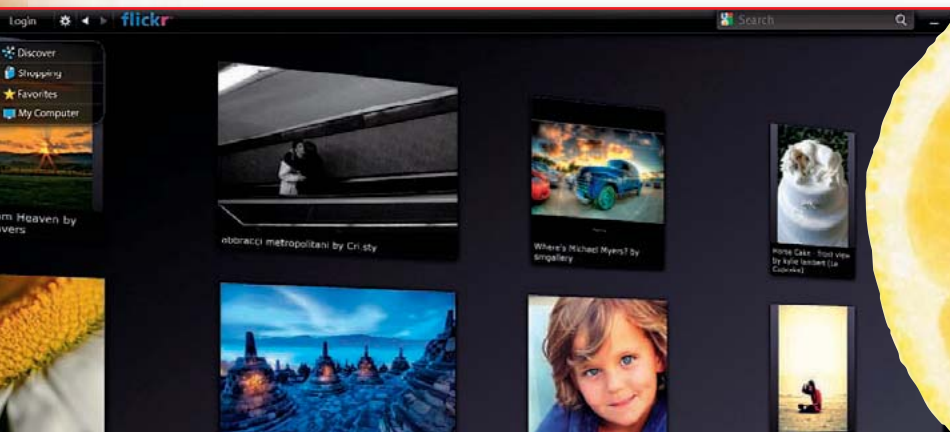 Login
flickr
Search
Discover
Shopping
Favorites
My Computer
m Heaven by
vers
abbracci metropolitani by Cri.sty
Where's Michael Myers? by
smgallery
Horse Cake - front view
by kylie lambert (Le
Cupcake)